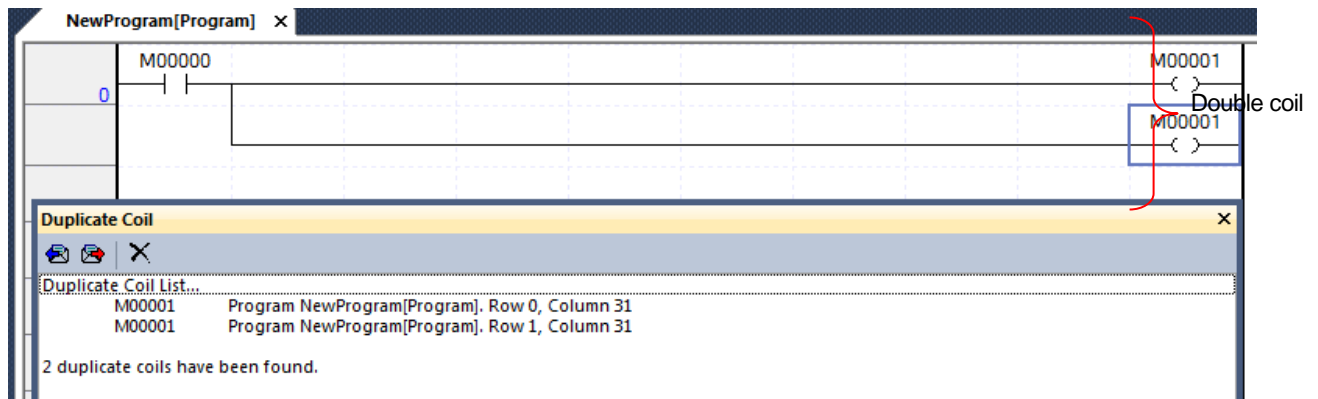 NewProgram[Program] ×
M00000 M00001
0
Double coil
M00001
Duplicate Coil ×
Duplicate Coil List...
M00001 Program NewProgram[Program]. Row 0, Column 31
M00001 Program NewProgram[Program]. Row 1, Column 31
2 duplicate coils have been found.